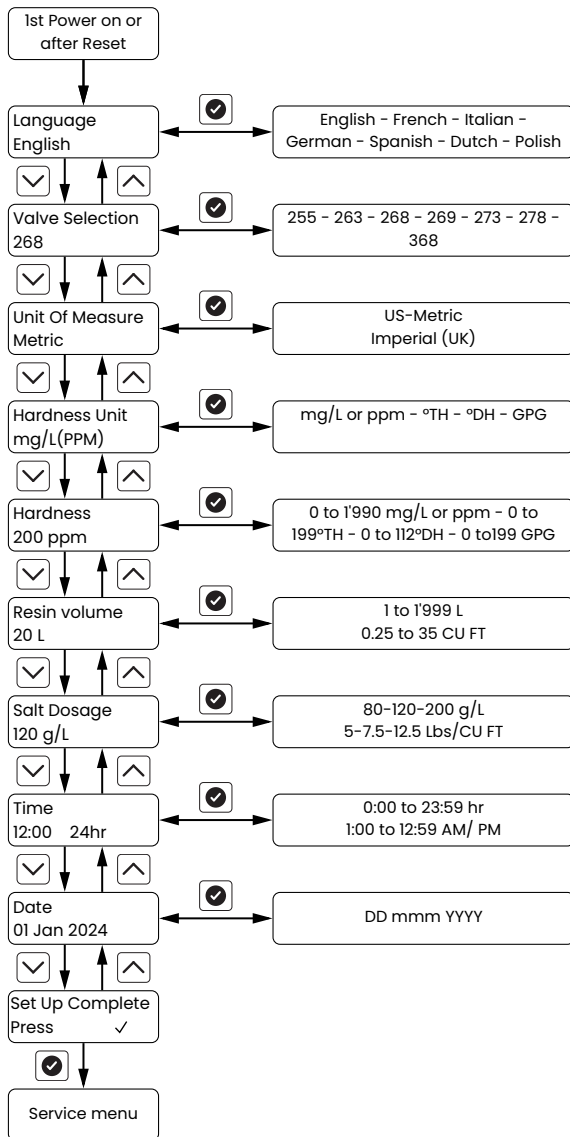 1st Power on or
after Reset
Language
English
English - French - Italian -
German - Spanish - Dutch - Polish
Valve Selection
268
255 - 263 - 268 - 269 - 273 - 278 -
368
Unit Of Measure
Metric
US-Metric
Imperial (UK)
Hardness Unit
mg/L(PPM)
mg/L or ppm - °TH - °DH - GPG
Hardness
200 ppm
0 to 1'990 mg/L or ppm - 0 to
199°TH - 0 to 112°DH - 0 to199 GPG
Resin volume
20 L
1 to 1'999 L
0.25 to 35 CU FT
Salt Dosage
120 g/L
80-120-200 g/L
5-7.5-12.5 Lbs/CU FT
Time
12:00 24hr
0:00 to 23:59 hr
1:00 to 12:59 AM/ PM
Date
01 Jan 2024
DD mmm YYYY
Set Up Complete
Press ✓
Service menu